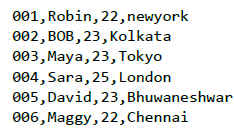 001,Robin,22,newyork
002,BOB,23,Kolkata
003,Maya,23,Tokyo
004,Sara,25,London
005,David,23,Bhuwaneshwar
006,Maggy,22,Chennai